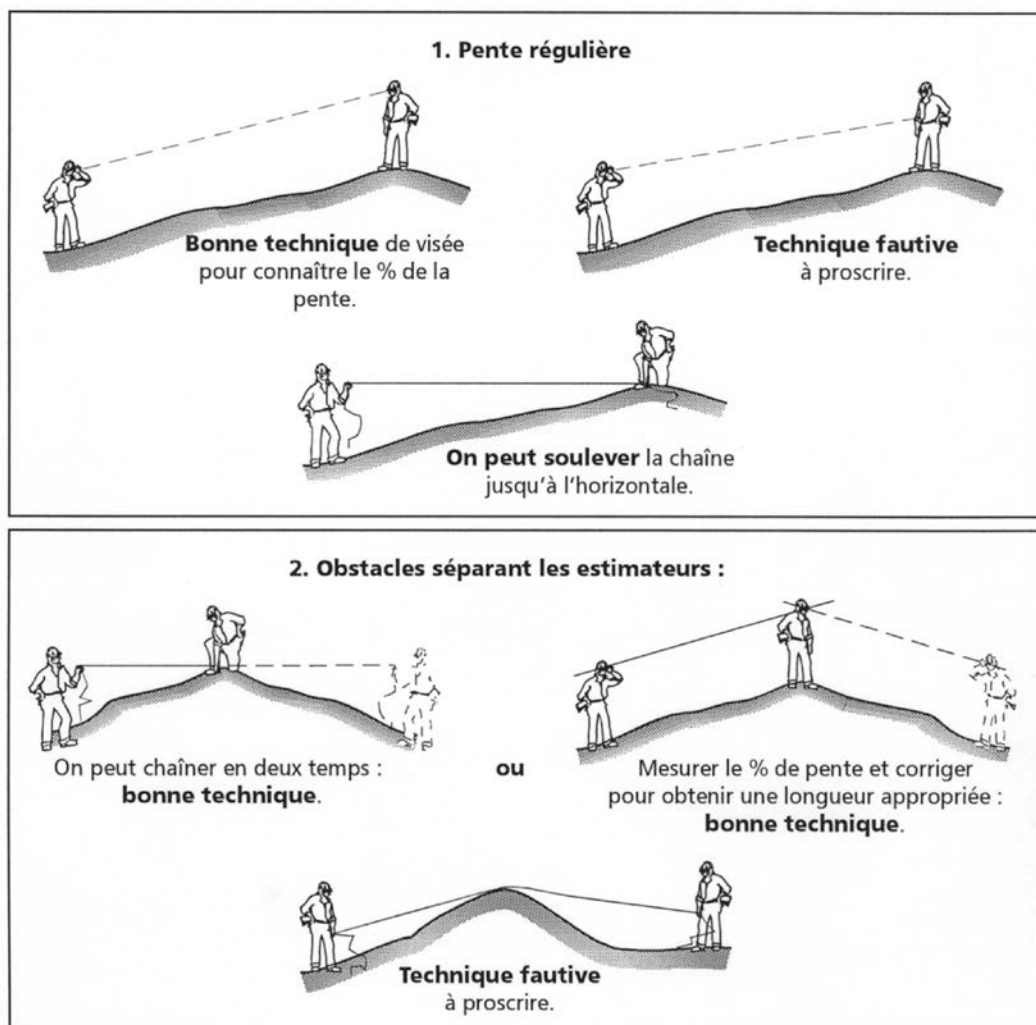 1. Pente régulière
Bonne technique de visée
pour connaître le % de la
pente.
Technique fautive
à proscrire.
On peut soulever la chaîne
jusqu'à l'horizontale.
2. Obstacles séparant les estimateurs :
On peut chaîner en deux temps :
bonne technique.
ou
Mesurer le % de pente et corriger
pour obtenir une longueur appropriée :
bonne technique.
Technique fautive
à proscrire.